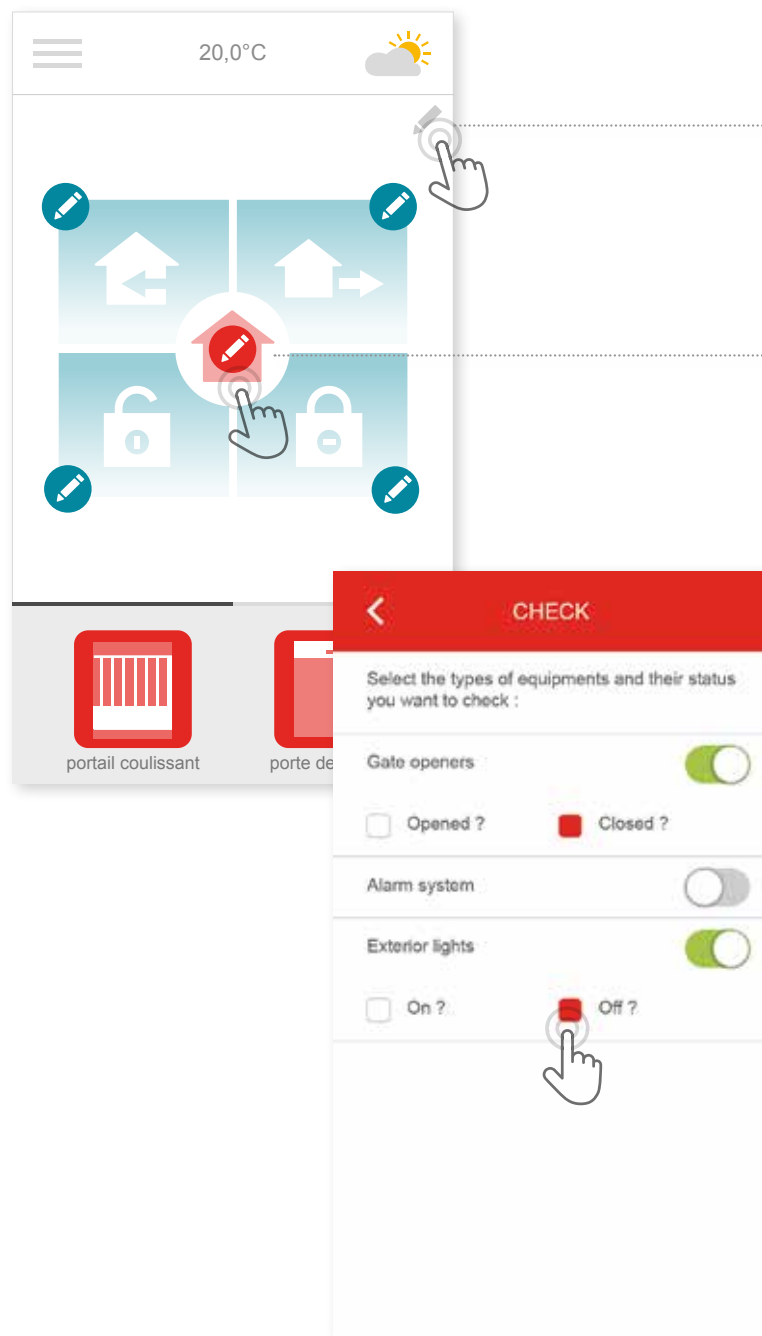 20,0°C
portail coulissant
porte de
CHECK
Select the types of equipments and their status
you want to check :
Gate openers
Opened ?
Closed ?
Alarm system
Exterior lights
On ?
Off ?